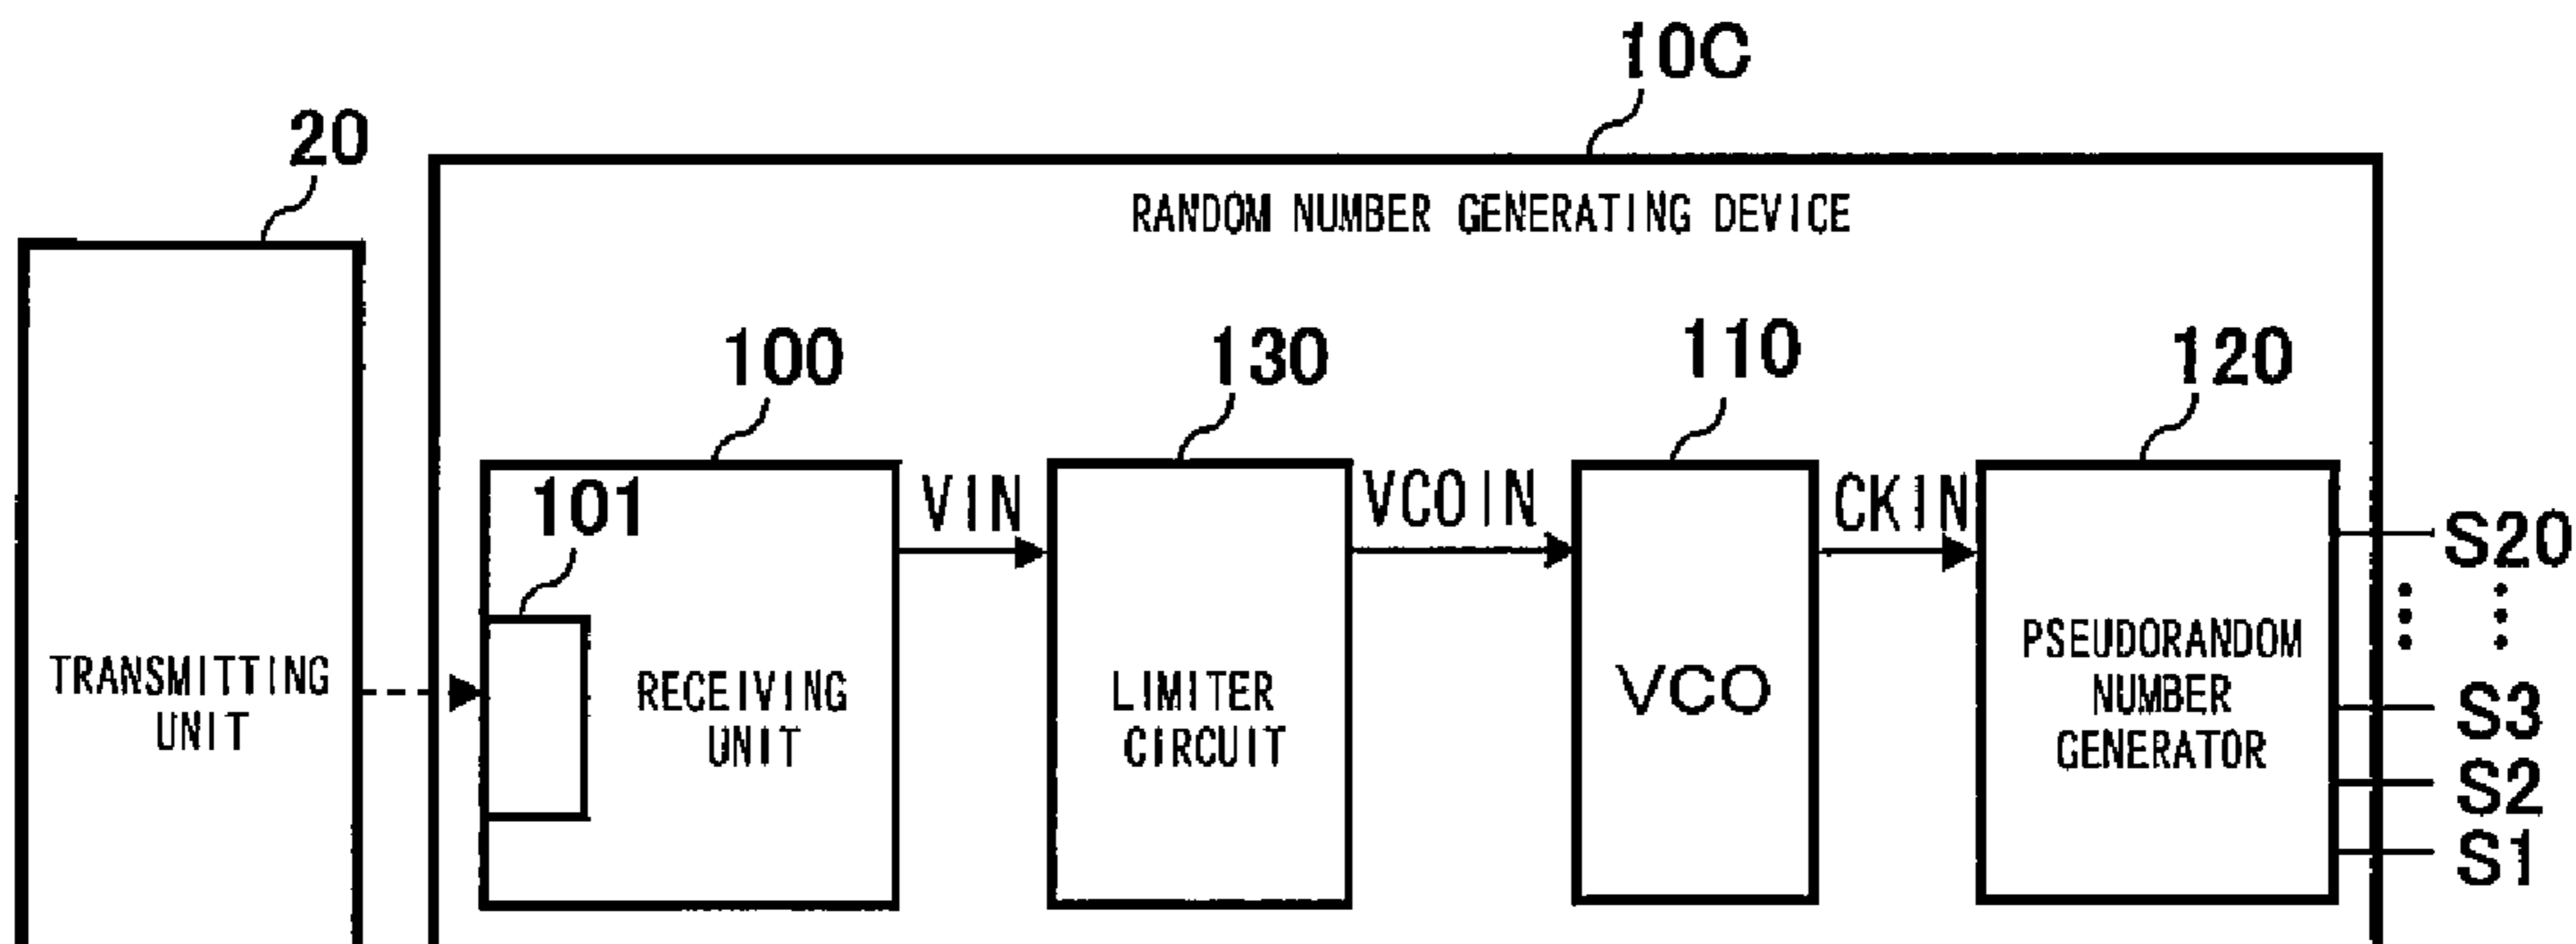 10C
20
RANDOM NUMBER GENERATING DEVICE
100
130
110
120
101
VIN
VCOIN
CKIN
S20
TRANSMITTING
UNIT
RECEIVING
UNIT
LIMITER
CIRCUIT
VCO
PSEUDORANDOM
NUMBER
GENERATOR
S3
S2
S1